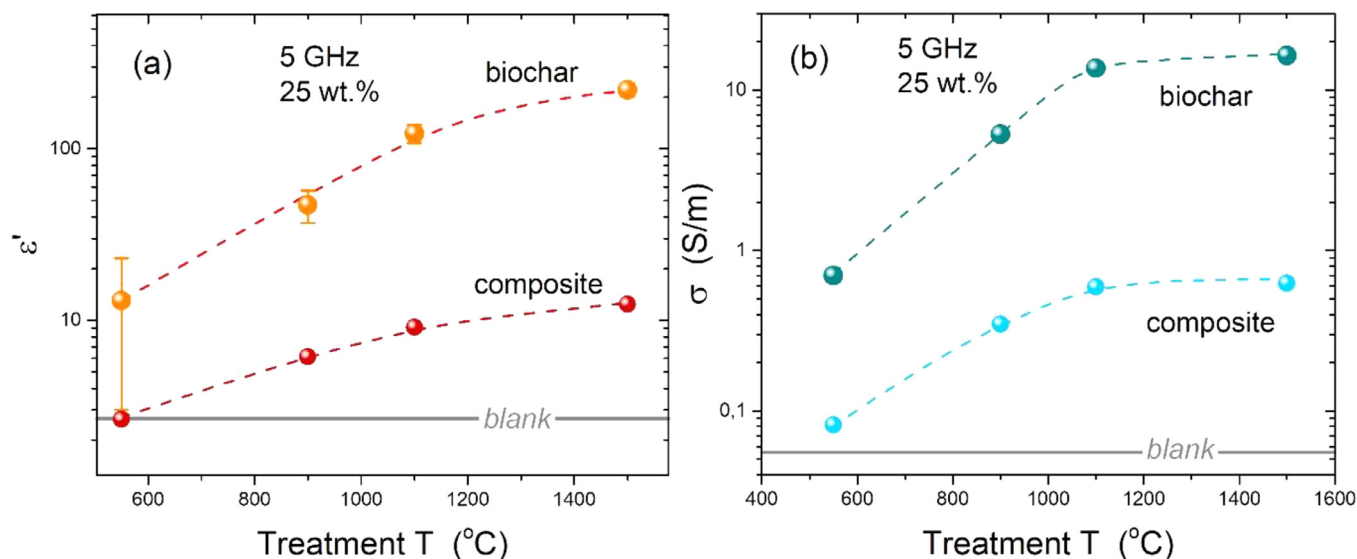 (a)
5 GHz
25 wt.%
biochar
composite
blank
100
10
ε'
600 800 1000 1200 1400
Treatment T (°C)
(b)
5 GHz
25 wt.%
biochar
composite
blank
10
1
0,1
σ (S/m)
400 600 800 1000 1200 1400 1600
Treatment T (°C)